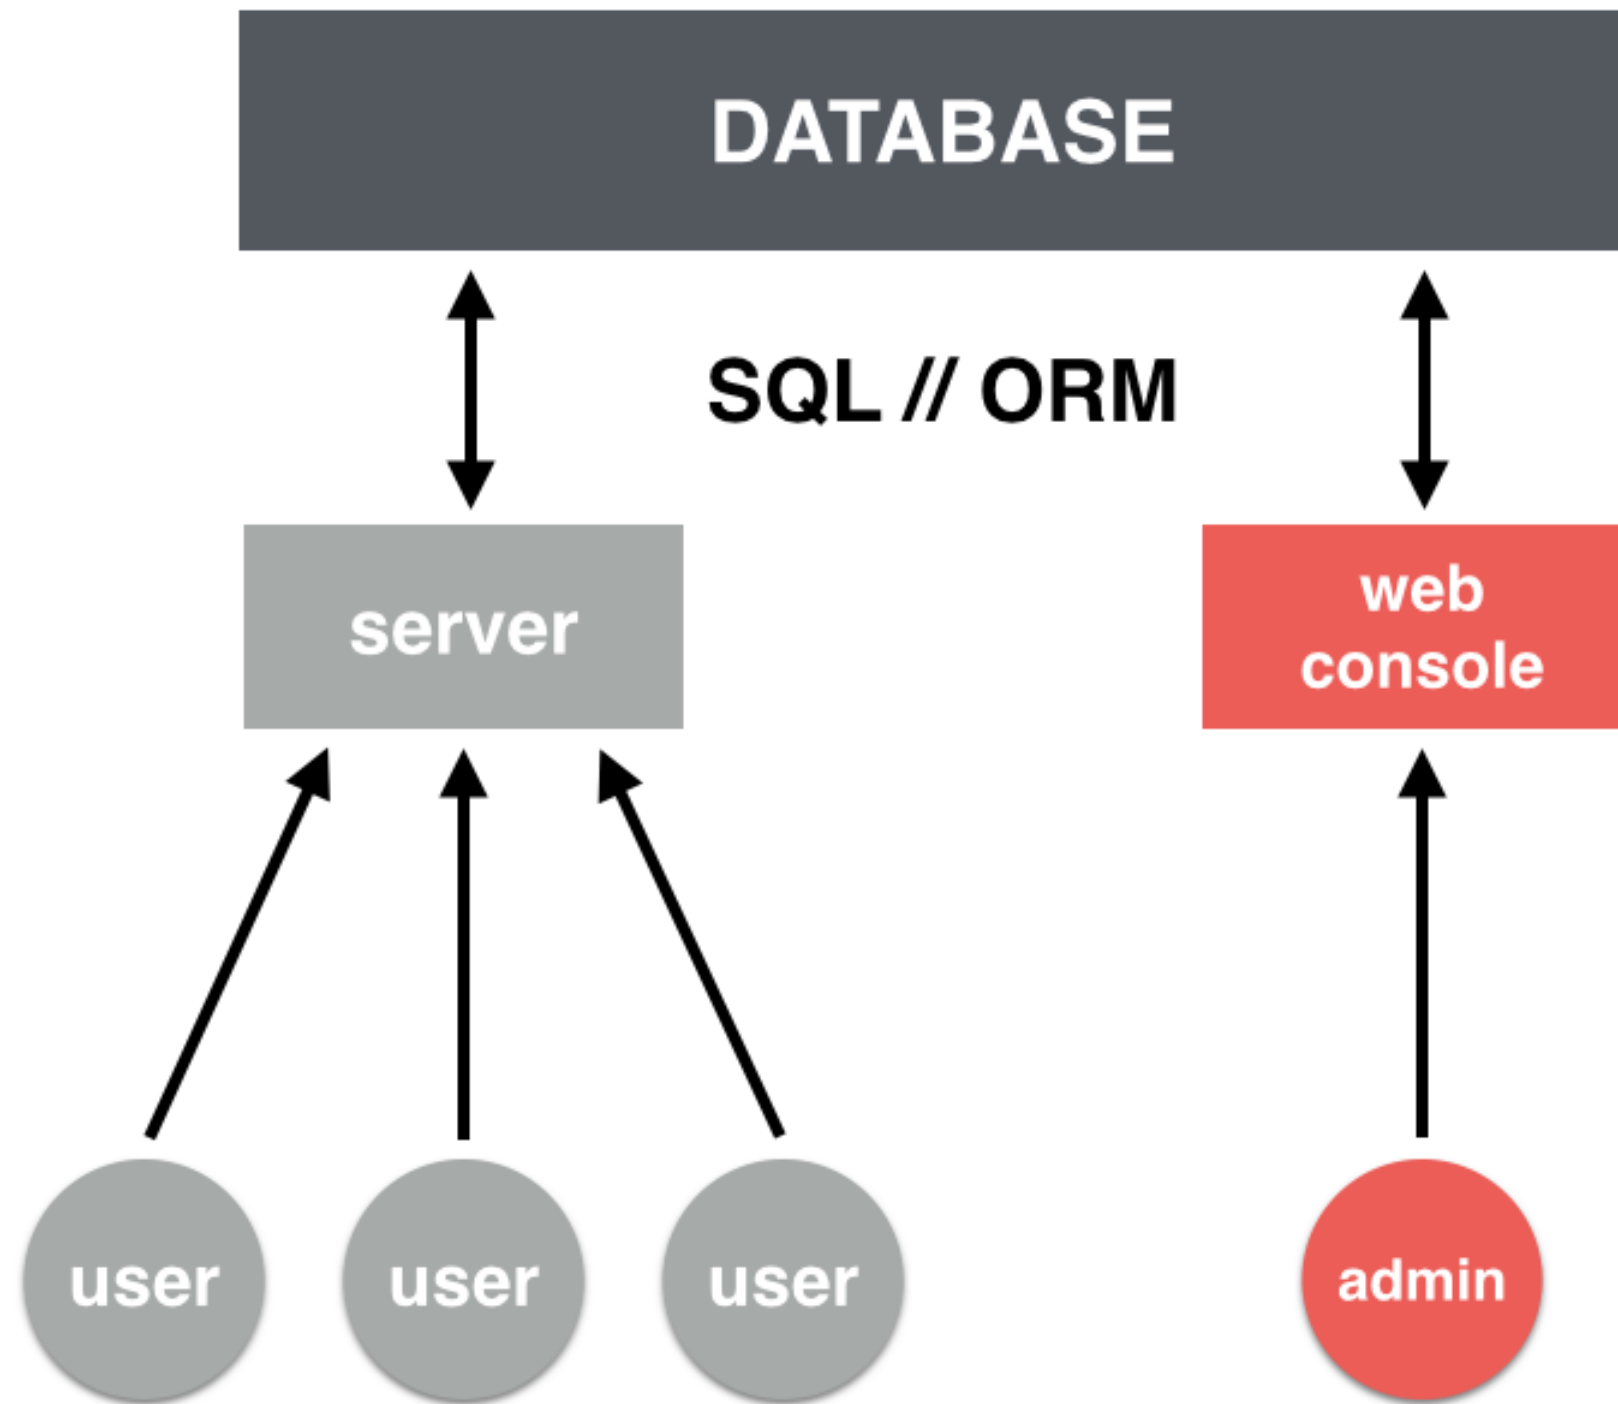 DATABASE
SQL // ORM
server
web
console
user
user
user
admin